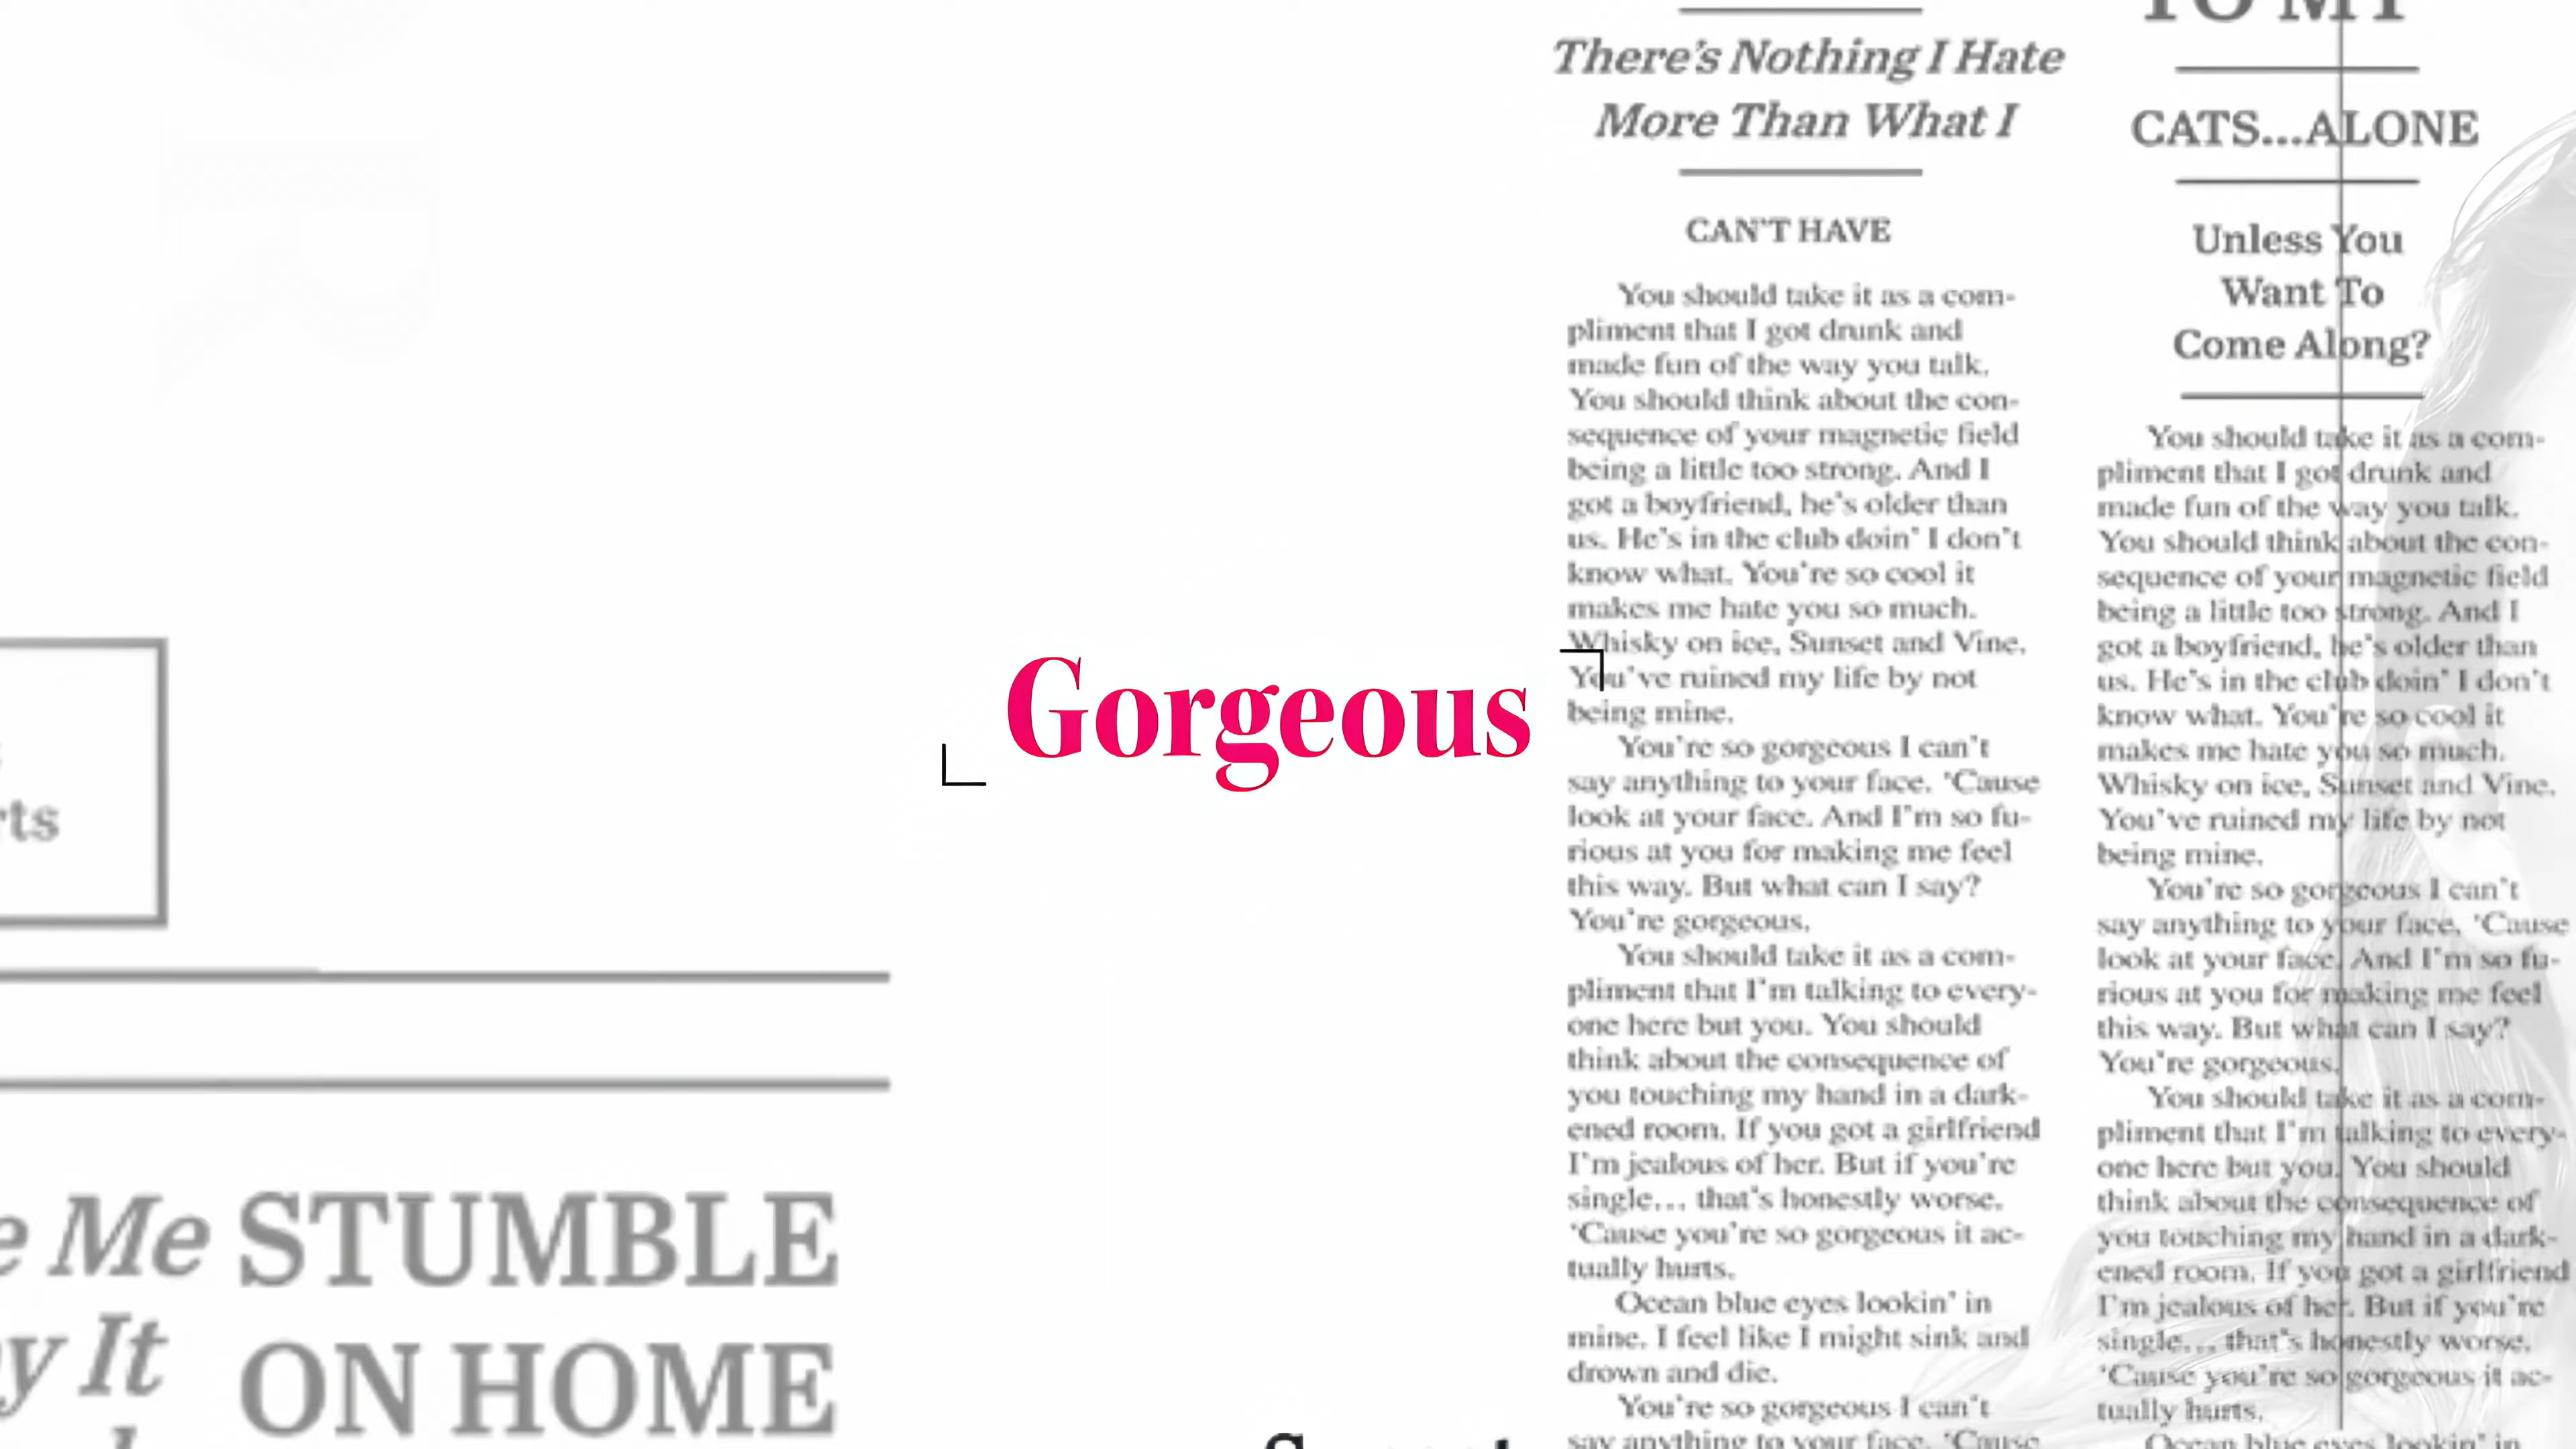 rts
e Me
y It
STUMBLE
ON HOME
Gorgeous
There's Nothing I Hate
More Than What I
CAN'T HAVE
You should take it as a com-
pliment that I got drunk and
made fun of the way you talk.
You should think about the con-
sequence of your magnetic field
being a little too strong. And I
got a boyfriend, he's older than
us. He's in the club doin' I don't
know what. You're so cool it
makes me hate you so much.
Whisky on ice, Sunset and Vine.
You've ruined my life by not
being mine.
You're so gorgeous I can't
say anything to your face. 'Cause
look at your face. And I'm so fu-
rious at you for making me feel
this way. But what can I say?
You're gorgeous.
You should take it as a com-
pliment that I'm talking to every-
one here but you. You should
think about the consequence of
you touching my hand in a dark-
ened room. If you got a girlfriend
I'm jealous of her. But if you're
single... that's honestly worse.
'Cause you're so gorgeous it ac-
tually hurts.
Ocean blue eyes lookin' in
mine. I feel like I might sink and
drown and die.
You're so gorgeous I can't
say anything to your face. 'Cause
TO MY
CATS...ALONE
Unless You
Want To
Come Along?
You should take it as a com-
pliment that I got drunk and
made fun of the way you talk.
You should think about the con-
sequence of your magnetic field
being a little too strong. And I
got a boyfriend, he's older than
us. He's in the club doin' I don't
know what. You're so cool it
makes me hate you so much.
Whisky on ice, Sunset and Vine.
You've ruined my life by not
being mine.
You're so gorgeous I can't
say anything to your face. 'Cause
look at your face. And I'm so fu-
rious at you for making me feel
this way. But what can I say?
You're gorgeous.
You should take it as a com-
pliment that I'm talking to every-
one here but you. You should
think about the consequence of
you touching my hand in a dark-
ened room. If you got a girlfriend
I'm jealous of her. But if you're
single... that's honestly worse.
'Cause you're so gorgeous it ac-
tually hurts.
Ocean blue eyes lookin' in